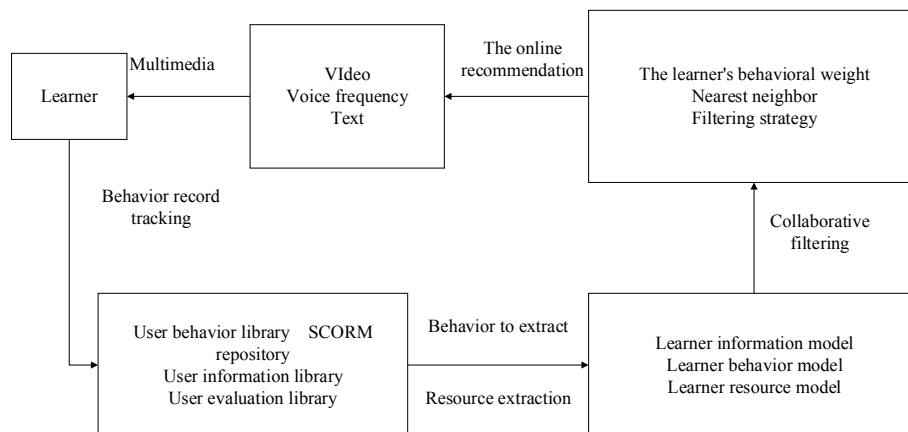 Learner
Multimedia
VIdeo
Voice frequency
Text
The online
recommendation
The learner's behavioral weight
Nearest neighbor
Filtering strategy
Behavior record
tracking
Collaborative
filtering
User behavior library SCORM
repository
User information library
User evaluation library
Behavior to extract
Resource extraction
Learner information model
Learner behavior model
Learner resource model